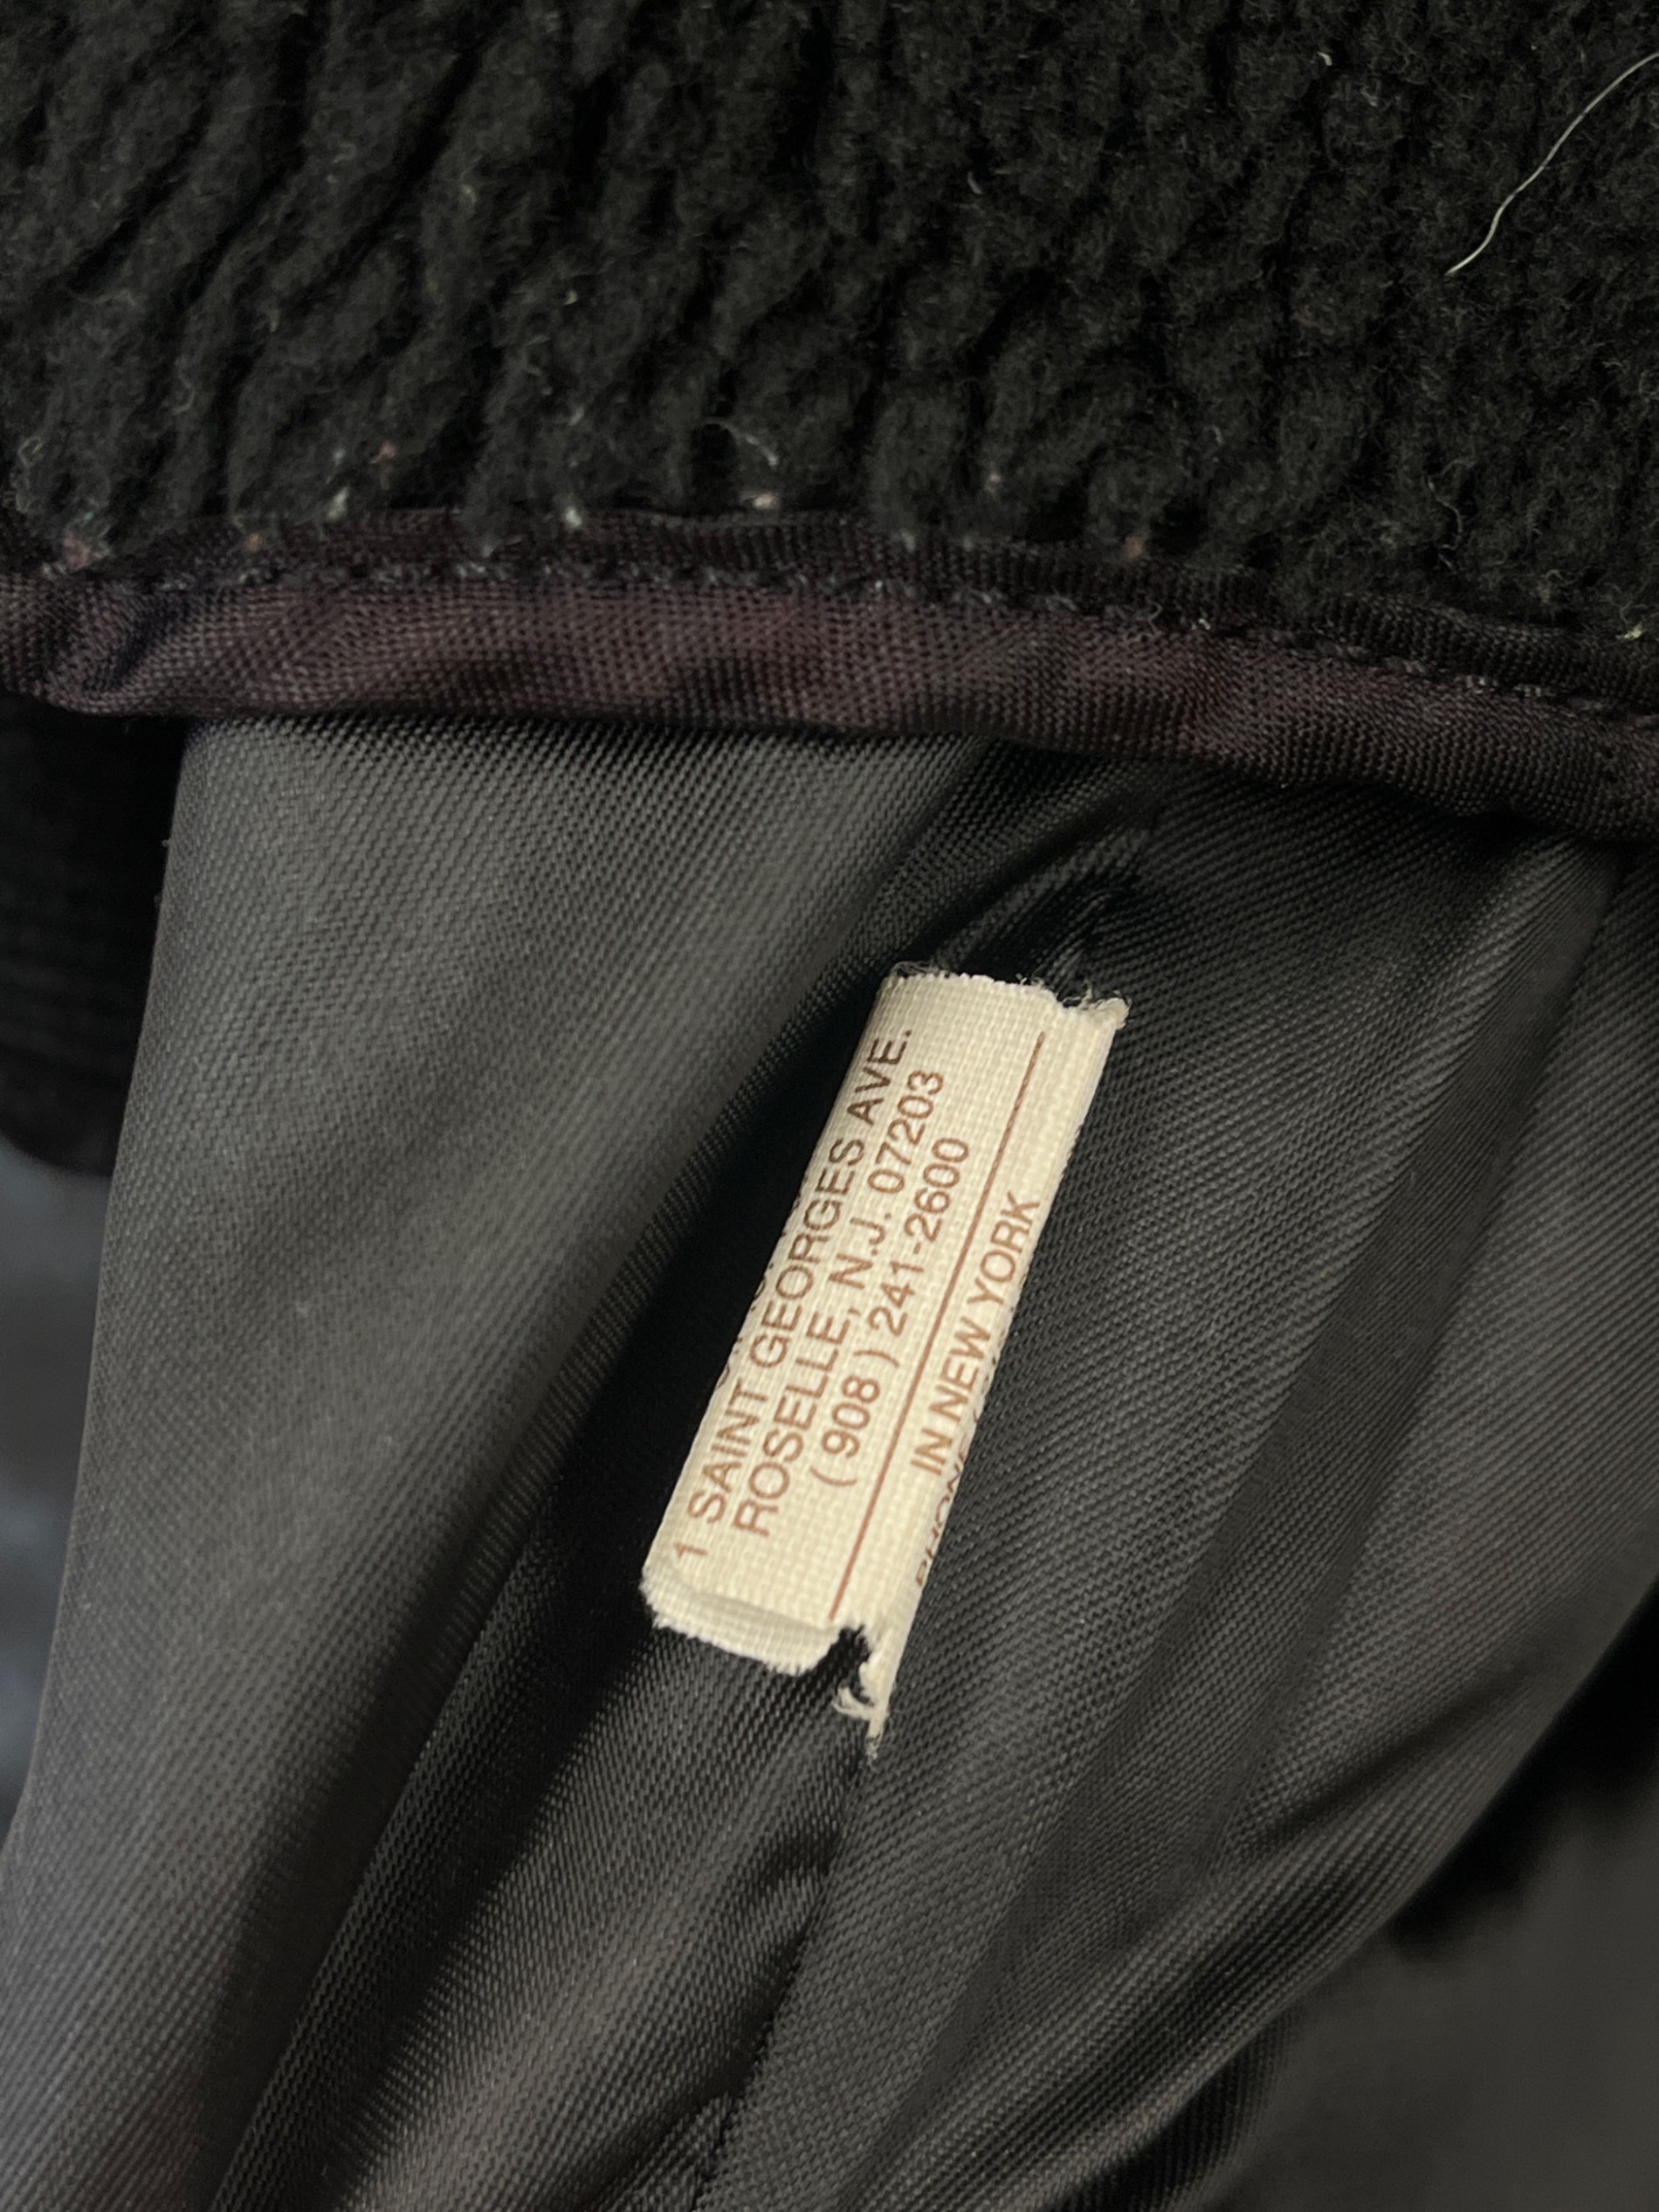 1 SAINT GEORGES AVE.
ROSELLE, N.J. 07203
( 908 ) 241-2600
IN NEW YORK